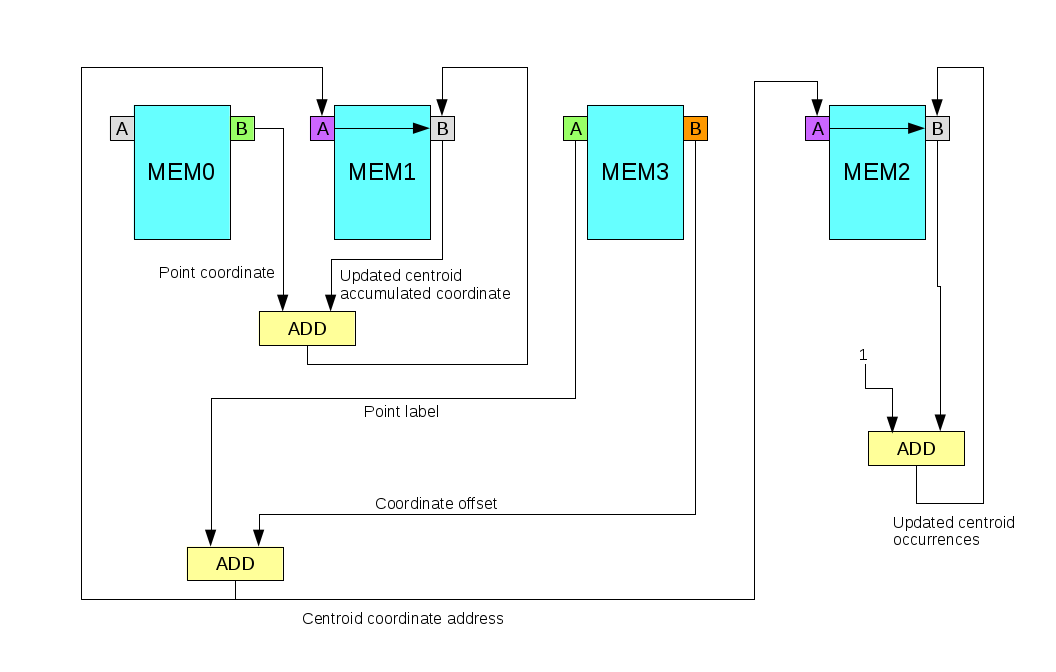 A
B
A
B
A
B
A
B
MEM0
MEM1
MEM3
MEM2
Point coordinate
Updated centroid
accumulated coordinate
ADD
1
Point label
ADD
Coordinate offset
Updated centroid
occurrences
ADD
Centroid coordinate address